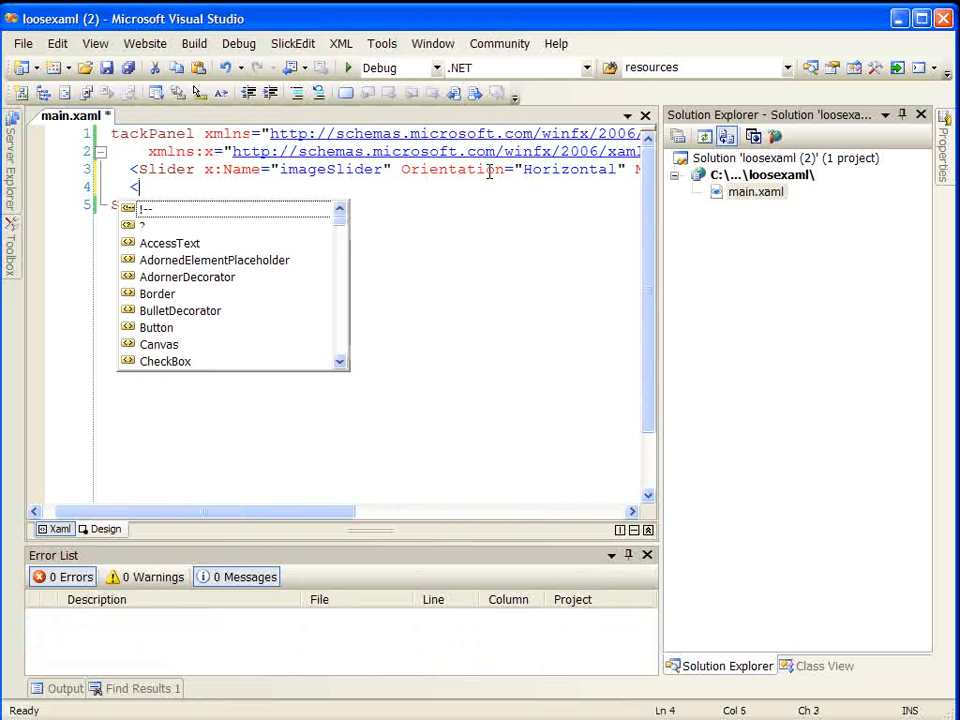 loosexaml (2) - Microsoft Visual Studio
File Edit View Website Build Debug SlickEdit XML Tools Window Community Help
Debug .NET resources
main.xaml *
Server Explorer
Toolbox
1 tackPanel xmlns="http://schemas.microsoft.com/winfx/2006/
2 xmlns:x="http://schemas.microsoft.com/winfx/2006/xaml
3 <Slider x:Name="imageSlider" Orientation="Horizontal" M
4 <
5 s
!--
?
AccessText
AdornedElementPlaceholder
AdornerDecorator
Border
BulletDecorator
Button
Canvas
CheckBox
Xaml Design
Solution Explorer - Solution 'loosexa...
Solution 'loosexaml (2)' (1 project)
C:\...\loosexaml\
main.xaml
Properties
Error List
0 Errors 0 Warnings 0 Messages
Description File Line Column Project
Solution Explorer Class View
Output Find Results 1
Ready Ln 4 Col 5 Ch 3 INS